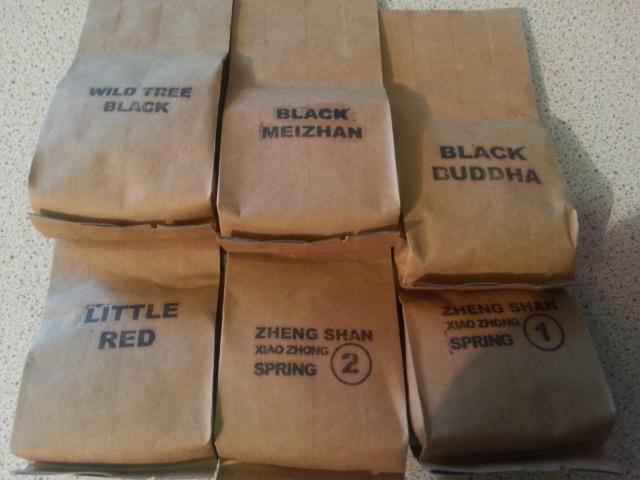 WILD TREE
BLACK
BLACK
MEIZHAN
BLACK
BUDDHA
LITTLE
RED
ZHENG SHAN
XIAO ZHONG
SPRING 2
ZHENG SHAN
XIAO ZHONG
SPRING 1